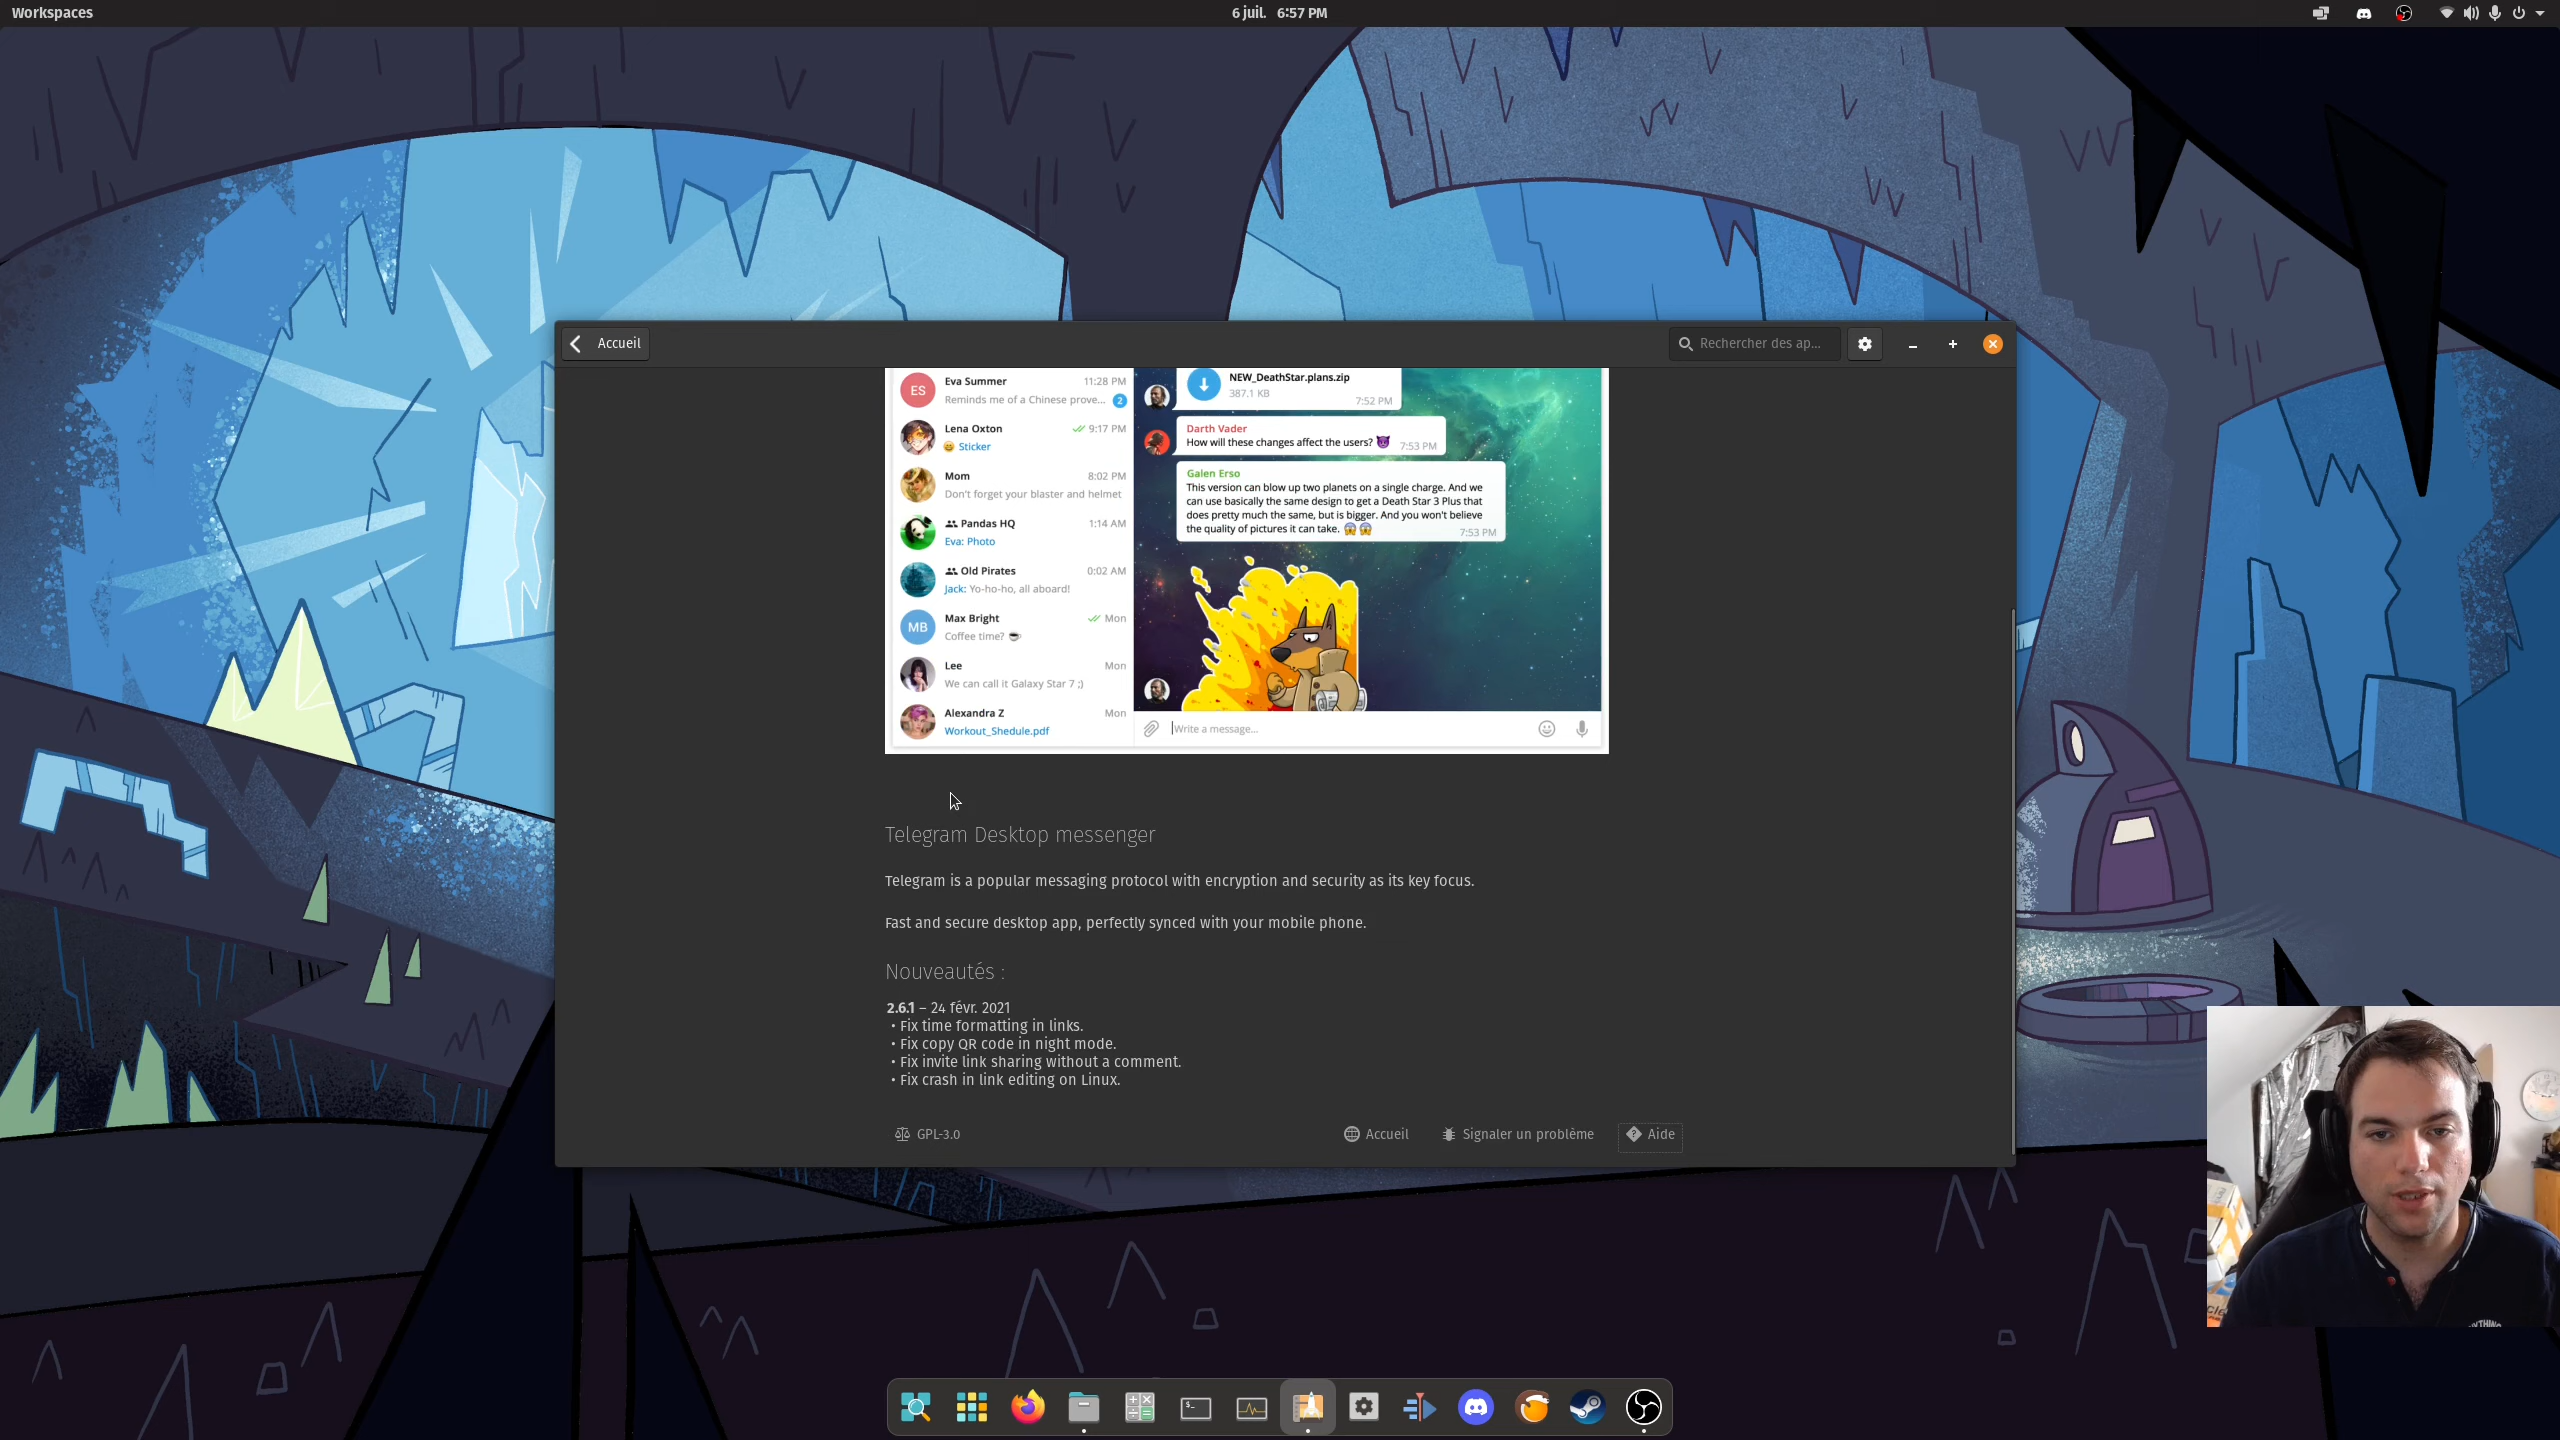 Workspaces
6 juil. 6:57 PM
Accueil
Rechercher des ap...
ES
Eva Summer
11:28 PM
Reminds me of a Chinese prove...
2
Lena Oxton
9:17 PM
Sticker
Mom
8:02 PM
Don't forget your blaster and helmet
Pandas HQ
1:14 AM
Eva: Photo
Old Pirates
0:02 AM
Jack: Yo-ho-ho, all aboard!
MB
Max Bright
Mon
Coffee time?
Lee
Mon
We can call it Galaxy Star 7 ;)
Alexandra Z
Mon
Workout_Shedule.pdf
NEW_DeathStar.plans.zip
387.1 KB
7:52 PM
Darth Vader
How will these changes affect the users?
7:53 PM
Galen Erso
This version can blow up two planets on a single charge. And we
can use basically the same design to get a Death Star 3 Plus that
does pretty much the same, but is bigger. And you won't believe
the quality of pictures it can take.
7:53 PM
Write a message...
Telegram Desktop messenger
Telegram is a popular messaging protocol with encryption and security as its key focus.
Fast and secure desktop app, perfectly synced with your mobile phone.
Nouveautés :
2.6.1 – 24 févr. 2021
• Fix time formatting in links.
• Fix copy QR code in night mode.
• Fix invite link sharing without a comment.
• Fix crash in link editing on Linux.
GPL-3.0
Accueil
Signaler un problème
Aide